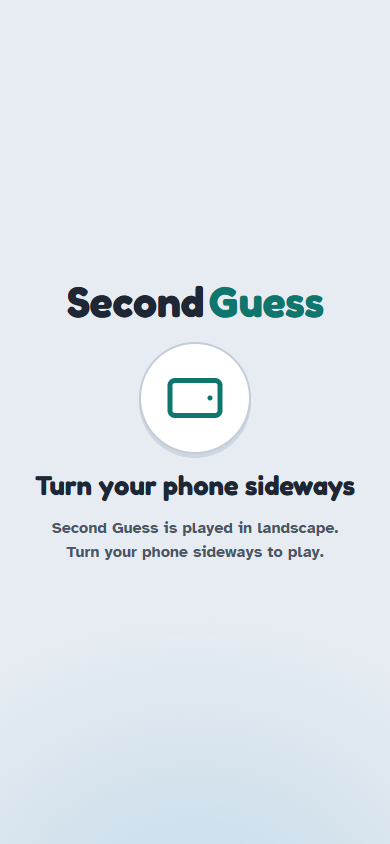 Second Guess
Turn your phone sideways
Second Guess is played in landscape.
Turn your phone sideways to play.